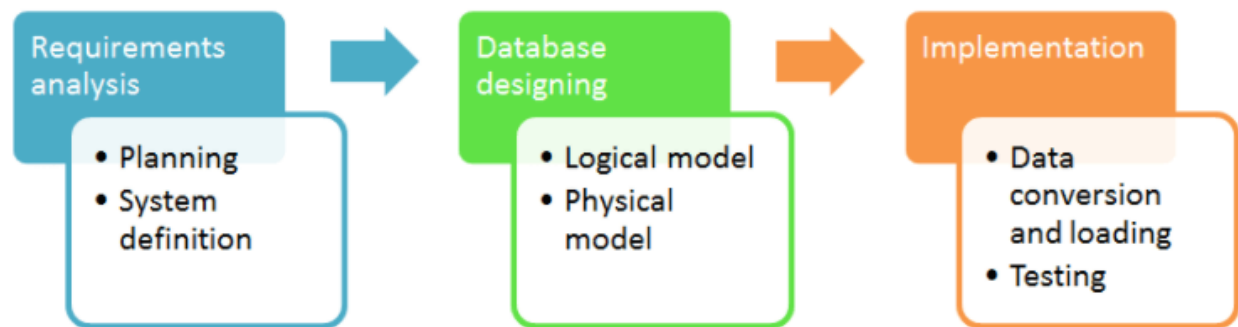 Requirements
analysis
• Planning
• System
definition
Database
designing
• Logical model
• Physical
model
Implementation
• Data
conversion
and loading
• Testing